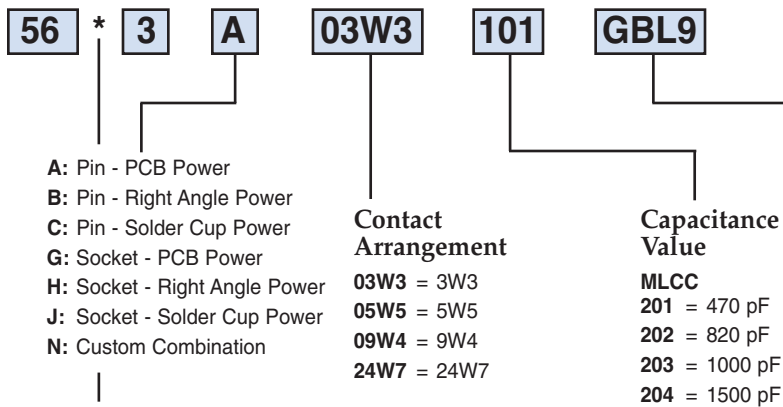 56 * 3 A 03W3 101 GBL9
A: Pin - PCB Power
B: Pin - Right Angle Power
C: Pin - Solder Cup Power
G: Socket - PCB Power
H: Socket - Right Angle Power
J: Socket - Solder Cup Power
N: Custom Combination
Contact
Arrangement
03W3 = 3W3
05W5 = 5W5
09W4 = 9W4
24W7 = 24W7
Capacitance
Value
MLCC
201 = 470 pF
202 = 820 pF
203 = 1000 pF
204 = 1500 pF